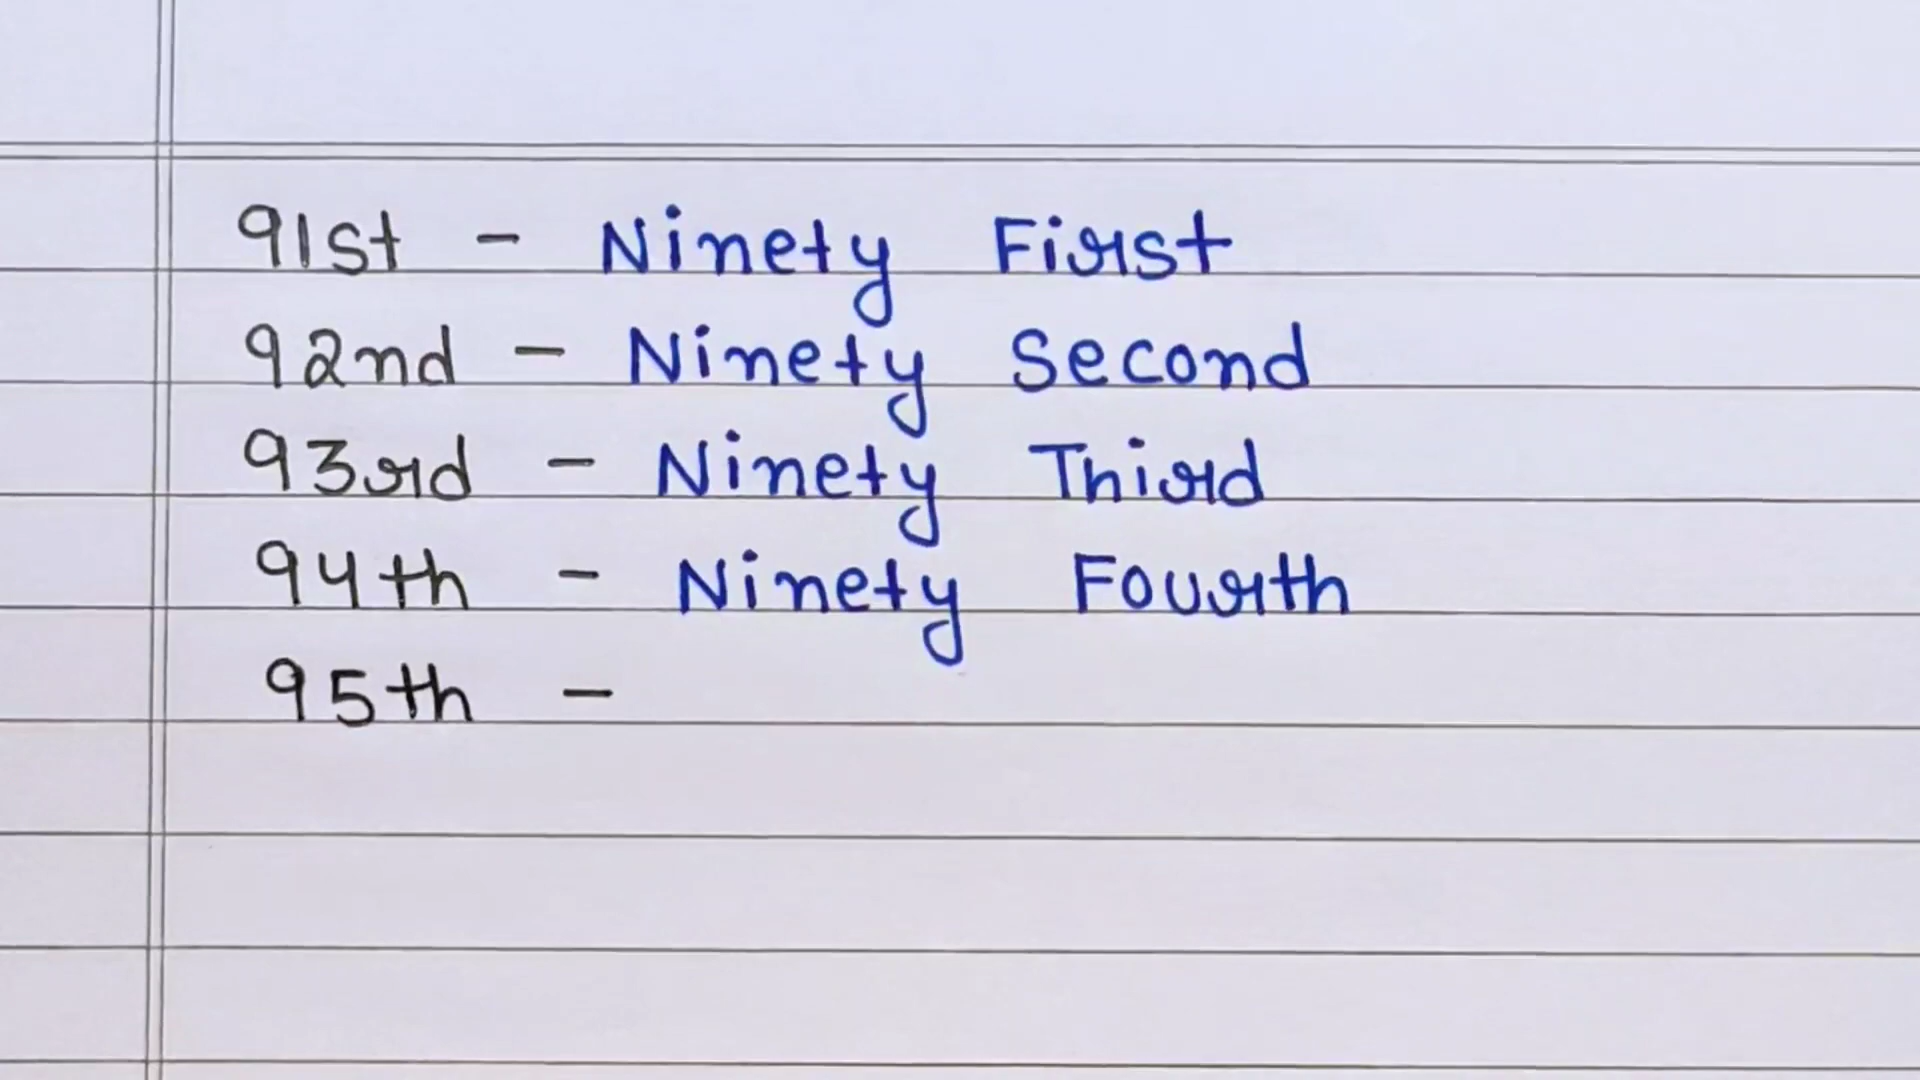 91st - Ninety First
92nd - Ninety Second
93rd - Ninety Third
94th - Ninety Fourth
95th -